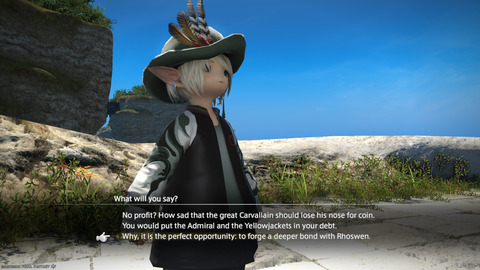 What will you say?
No profit? How sad that the great Carvallain should lose his nose for coin.
You would put the Admiral and the Yellowjackets in your debt.
Why, it is the perfect opportunity: to forge a deeper bond with Rhoswen.